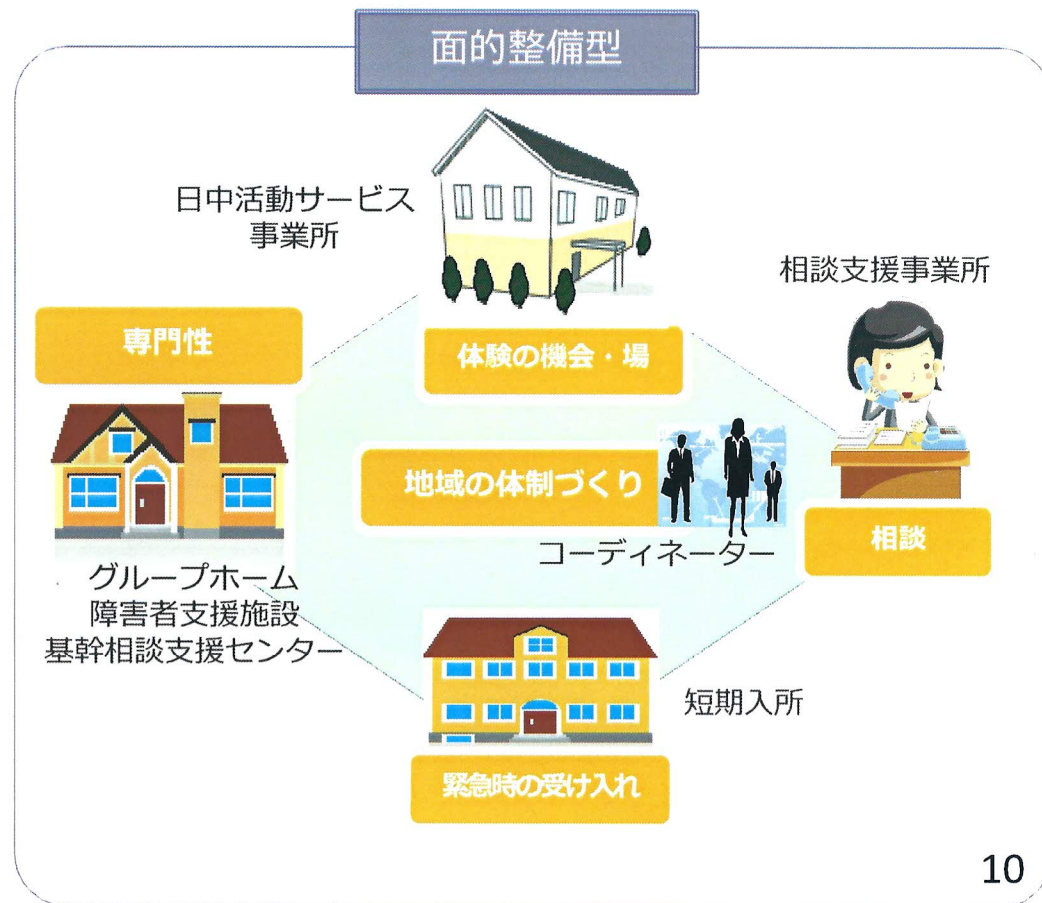 面的整備型
日中活動サービス
事業所
相談支援事業所
専門性
体験の機会・場
地域の体制づくり
コーディネーター
相談
グループホーム
障害者支援施設
基幹相談支援センター
短期入所
緊急時の受け入れ
10